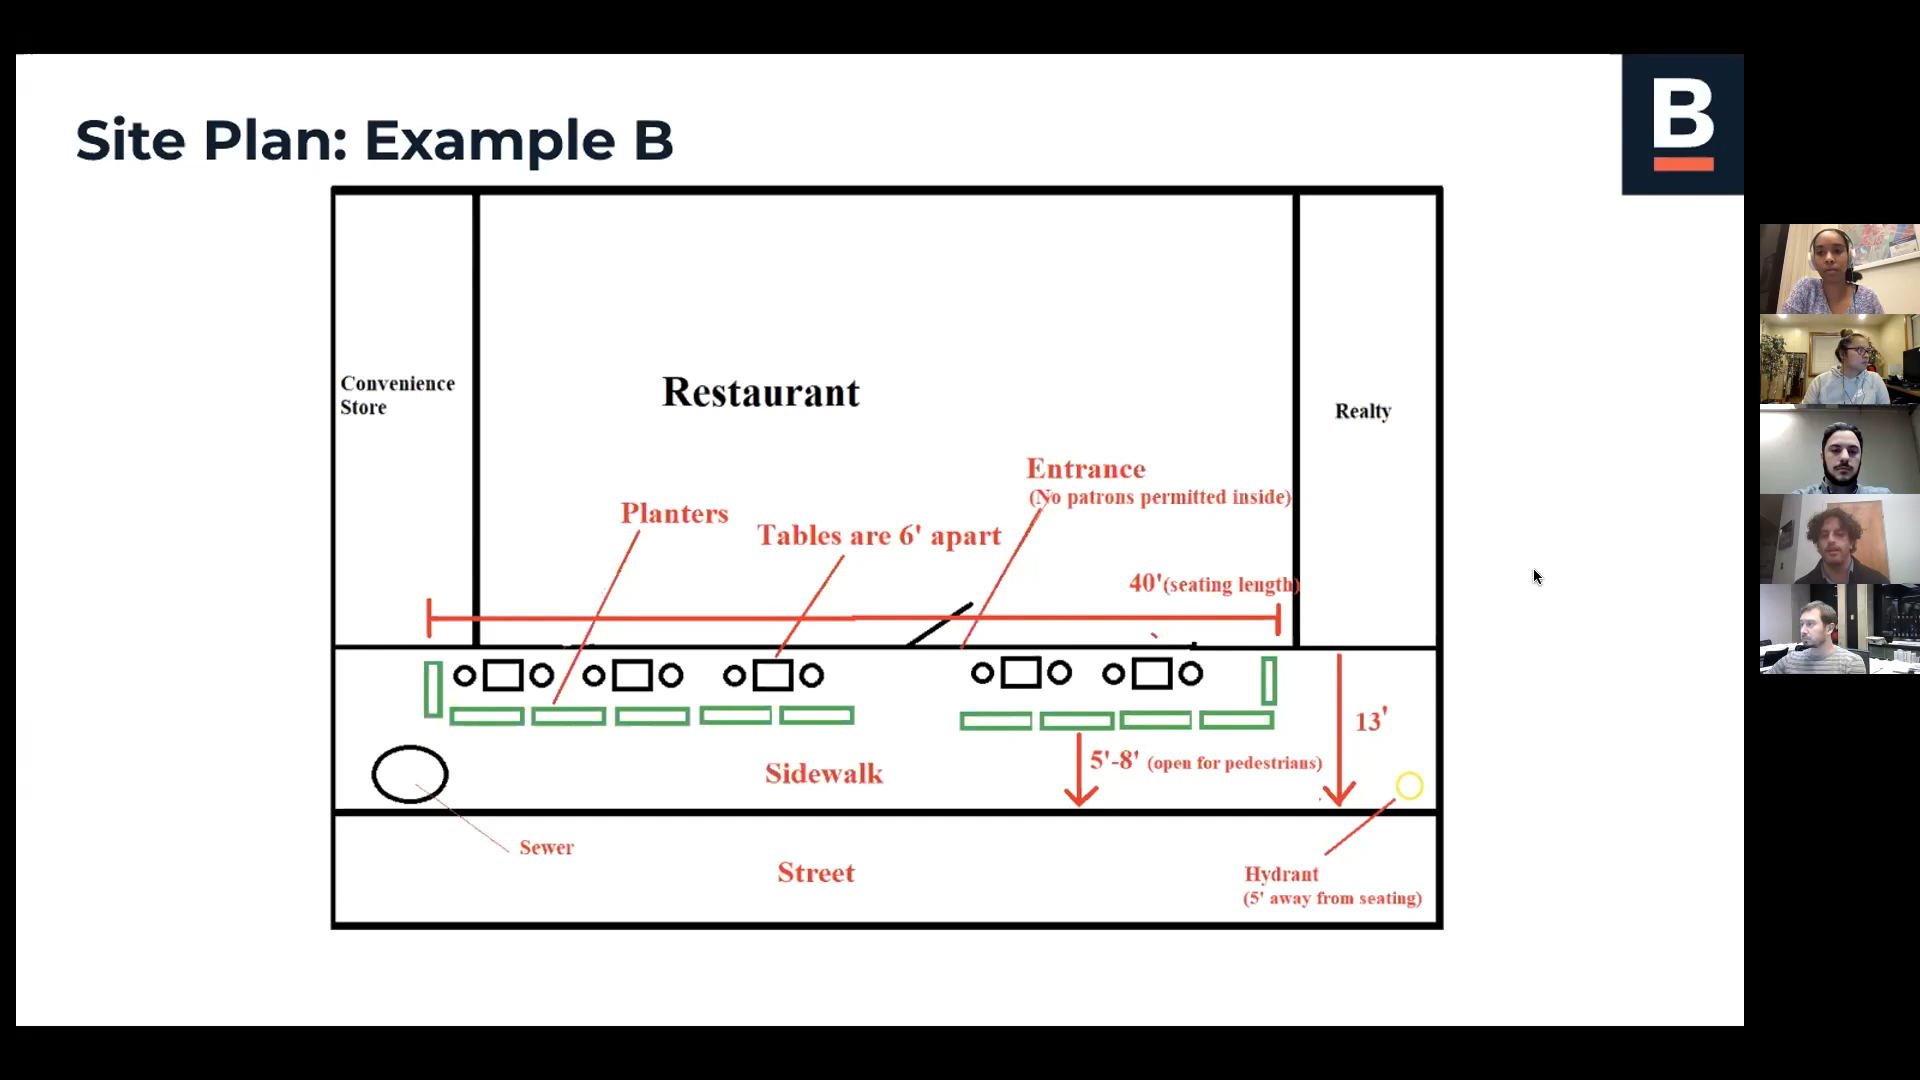 B
Site Plan: Example B
Convenience
Store
Restaurant
Realty
Entrance
(No patrons permitted inside)
Planters
Tables are 6' apart
40'(seating length)
13'
5'-8' (open for pedestrians)
Sidewalk
Sewer
Street
Hydrant
(5' away from seating)